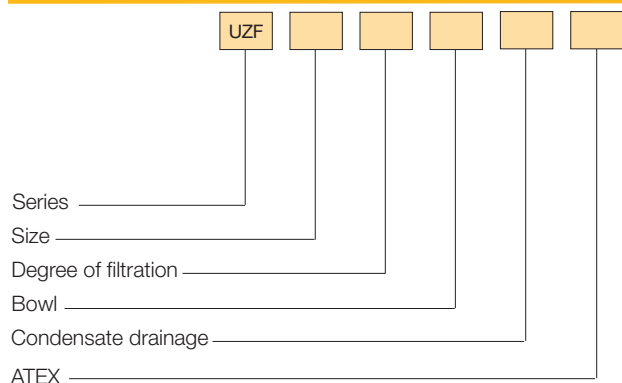 UZF
Series
Size
Degree of filtration
Bowl
Condensate drainage
ATEX